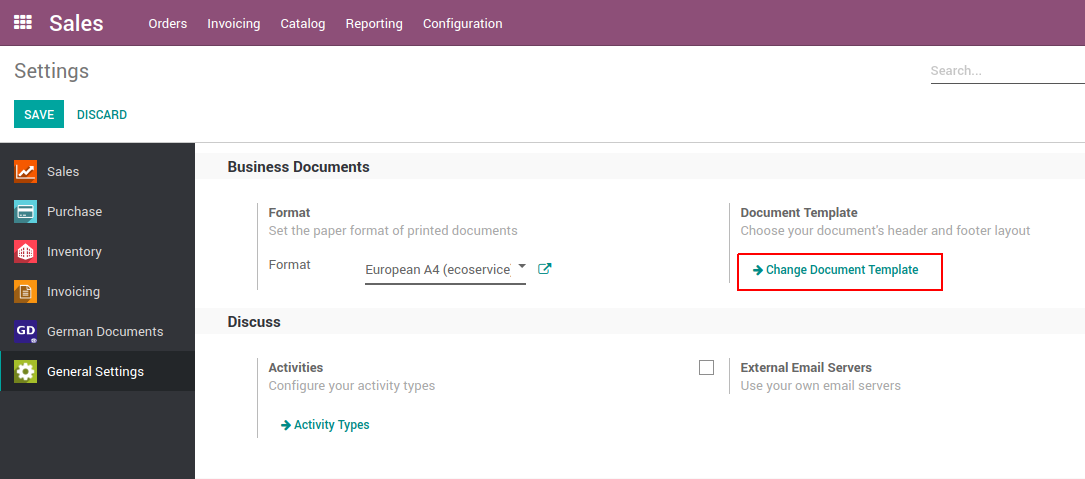 Sales Orders Invoicing Catalog Reporting Configuration
Settings
Search...
SAVE DISCARD
Sales
Purchase
Inventory
Invoicing
GD German Documents
General Settings
Business Documents
Format
Set the paper format of printed documents
Format European A4 (ecoservice
Document Template
Choose your document's header and footer layout
Change Document Template
Discuss
Activities
Configure your activity types
Activity Types
External Email Servers
Use your own email servers